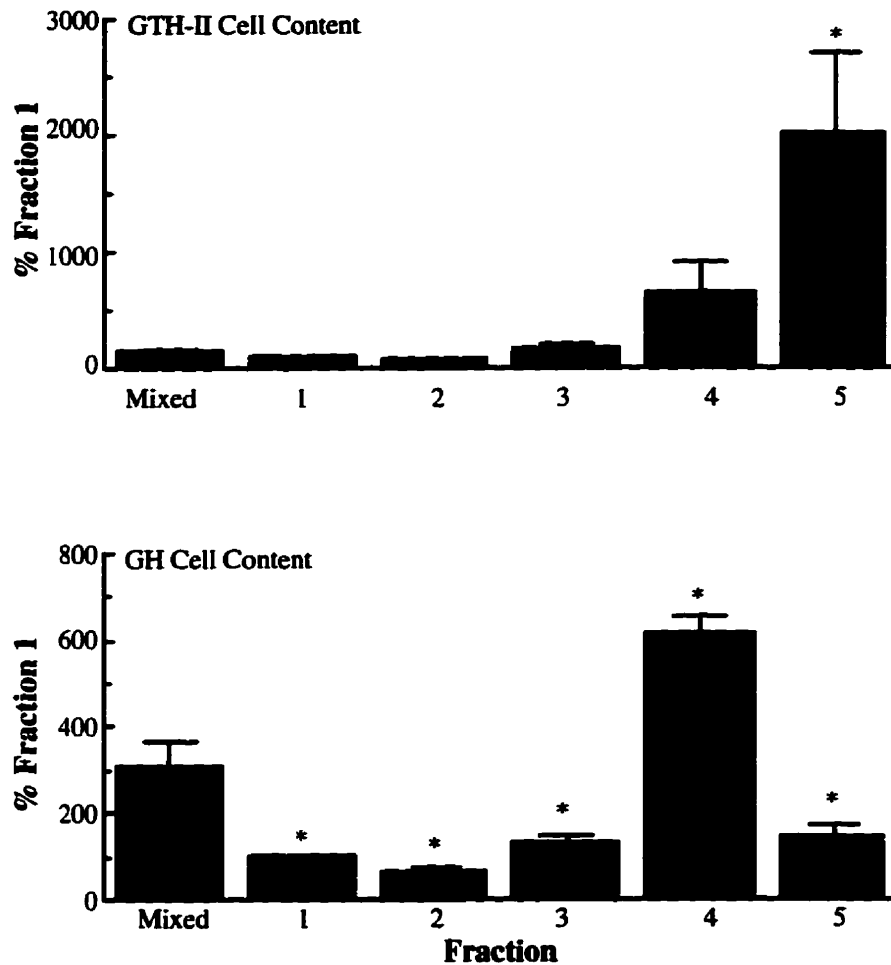 GTH-II Cell Content
% Fraction 1
3000
2000
1000
0
*
Mixed 1 2 3 4 5
GH Cell Content
% Fraction 1
800
600
400
200
0
* * * * *
Mixed 1 2 3 4 5
Fraction